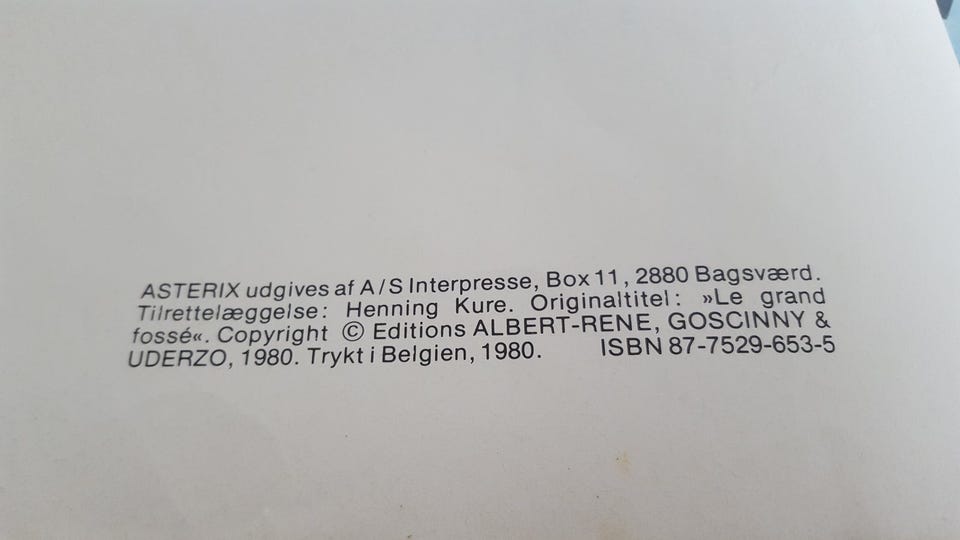 ASTERIX udgives af A/S Interpresse, Box 11, 2880 Bagsværd.
Tilrettelæggelse: Henning Kure. Originaltitel: »Le grand
fossé«. Copyright © Editions ALBERT-RENE, GOSCINNY &
UDERZO, 1980. Trykt i Belgien, 1980. ISBN 87-7529-653-5